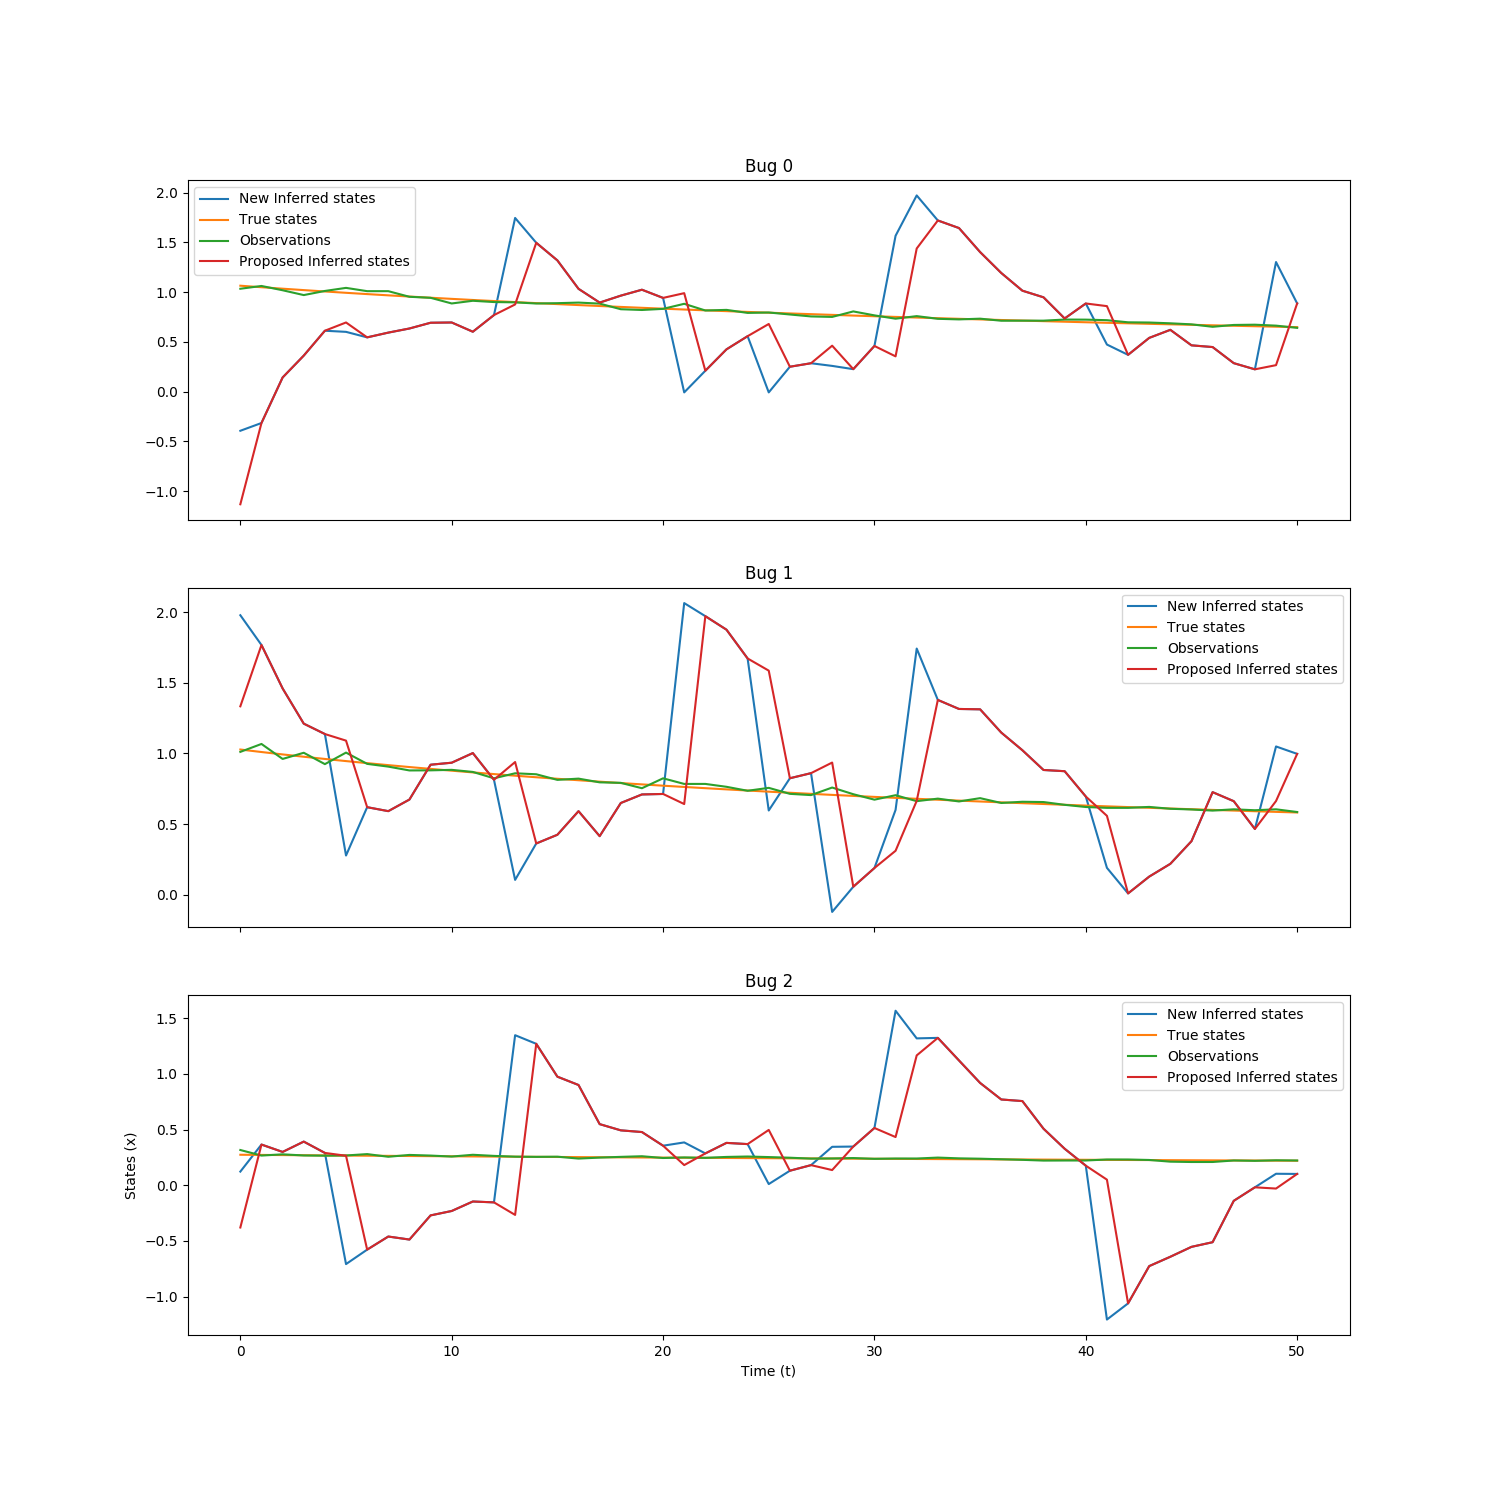 Bug 0
2.0
1.5
1.0
0.5
0.0
−0.5
−1.0
New Inferred states
True states
Observations
Proposed Inferred states
Bug 1
2.0
1.5
1.0
0.5
0.0
New Inferred states
True states
Observations
Proposed Inferred states
Bug 2
States (x)
1.5
1.0
0.5
0.0
−0.5
−1.0
New Inferred states
True states
Observations
Proposed Inferred states
0 10 20 30 40 50
Time (t)